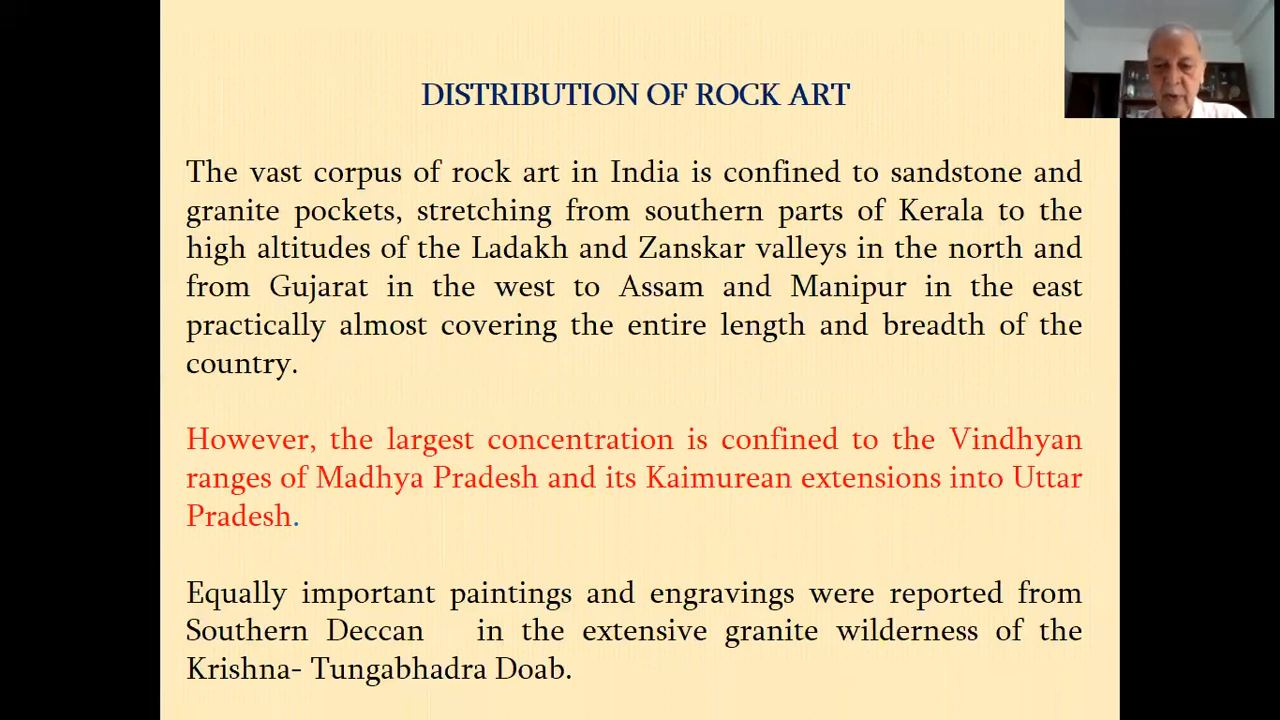 DISTRIBUTION OF ROCK ART
The vast corpus of rock art in India is confined to sandstone and
granite pockets, stretching from southern parts of Kerala to the
high altitudes of the Ladakh and Zanskar valleys in the north and
from Gujarat in the west to Assam and Manipur in the east
practically almost covering the entire length and breadth of the
country.
However, the largest concentration is confined to the Vindhyan
ranges of Madhya Pradesh and its Kaimurean extensions into Uttar
Pradesh.
Equally important paintings and engravings were reported from
Southern Deccan in the extensive granite wilderness of the
Krishna- Tungabhadra Doab.